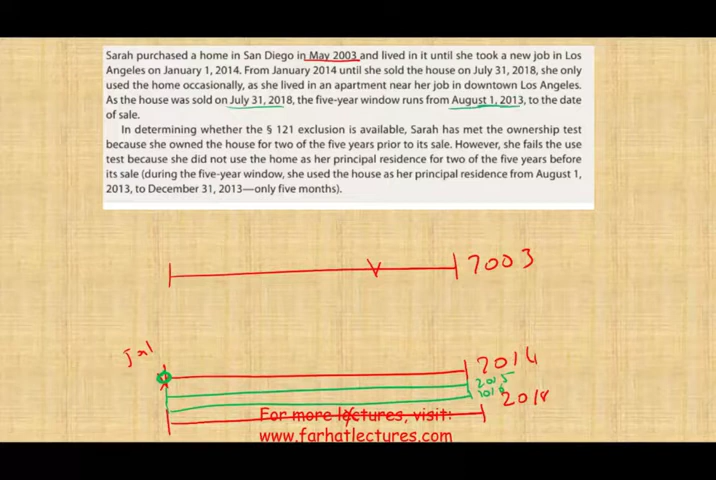 Sarah purchased a home in San Diego in May 2003 and lived in it until she took a new job in Los
Angeles on January 1, 2014. From January 2014 until she sold the house on July 31, 2018, she only
used the home occasionally, as she lived in an apartment near her job in downtown Los Angeles.
As the house was sold on July 31, 2018, the five-year window runs from August 1, 2013, to the date
of sale.
In determining whether the § 121 exclusion is available, Sarah has met the ownership test
because she owned the house for two of the five years prior to its sale. However, she fails the use
test because she did not use the home as her principal residence for two of the five years before
its sale (during the five-year window, she used the house as her principal residence from August 1,
2013, to December 31, 2013—only five months).
2003
2014
2015
2018
For more lectures, visit:
www.farhatlectures.com